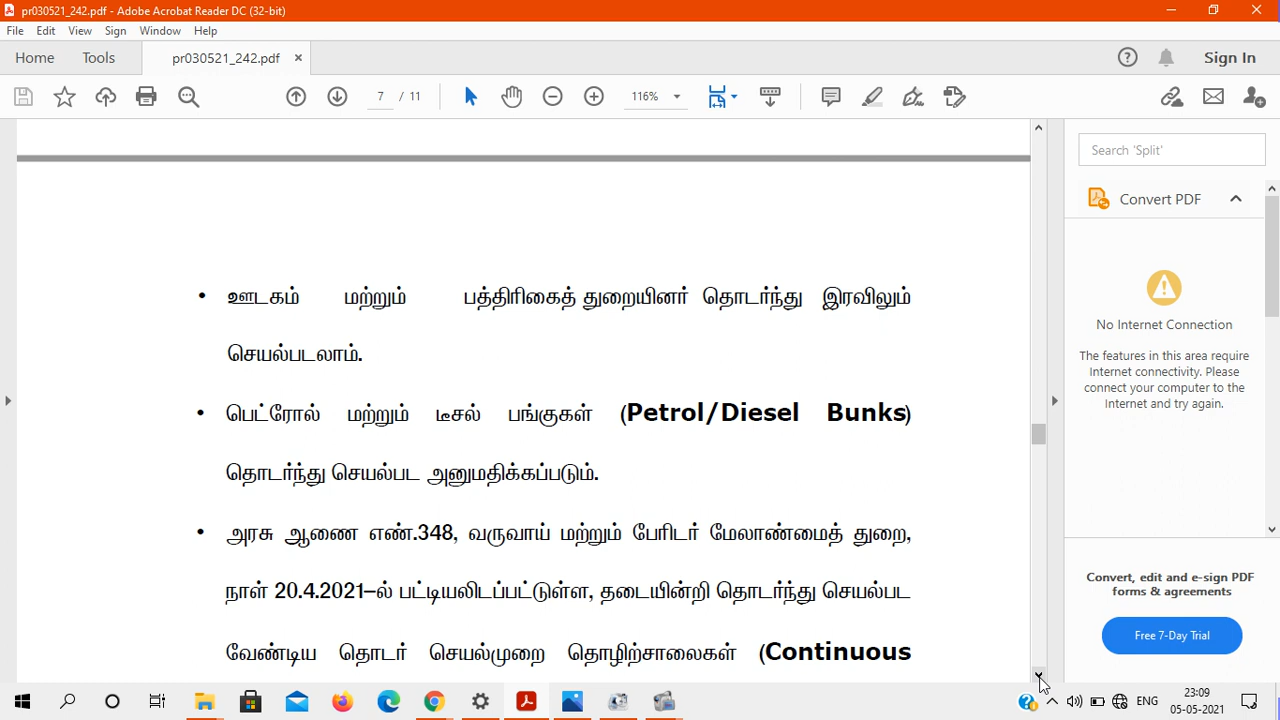 pr030521_242.pdf - Adobe Acrobat Reader DC (32-bit)
File Edit View Sign Window Help
Home Tools pr030521_242.pdf × Sign In
7 / 11 116%
Search 'Split'
Convert PDF
No Internet Connection
The features in this area require
Internet connectivity. Please
connect your computer to the
Internet and try again.
• ஊடகம் மற்றும் பத்திரிகைத் துறையினர் தொடர்ந்து இரவிலும்
செயல்படலாம்.
• பெட்ரோல் மற்றும் டீசல் பங்குகள் (Petrol/Diesel Bunks)
தொடர்ந்து செயல்பட அனுமதிக்கப்படும்.
• அரசு ஆணை எண்.348, வருவாய் மற்றும் பேரிடர் மேலாண்மைத் துறை,
நாள் 20.4.2021–ல் பட்டியலிடப்பட்டுள்ள, தடையின்றி தொடர்ந்து செயல்பட
வேண்டிய தொடர் செயல்முறை தொழிற்சாலைகள் (Continuous
Convert, edit and e-sign PDF
forms & agreements
Free 7-Day Trial
ENG
23:09
05-05-2021